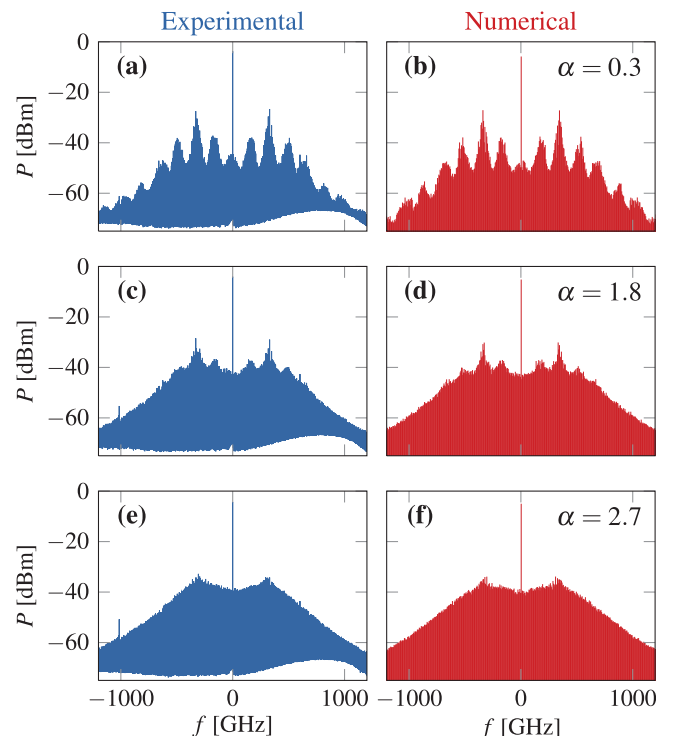 Experimental Numerical
0 (a) (b) α = 0.3
−20
P [dBm]
−40
−60
0 (c) (d) α = 1.8
−20
P [dBm]
−40
−60
0 (e) (f) α = 2.7
−20
P [dBm]
−40
−60
−1000 0 1000 −1000 0 1000
f [GHz] f [GHz]